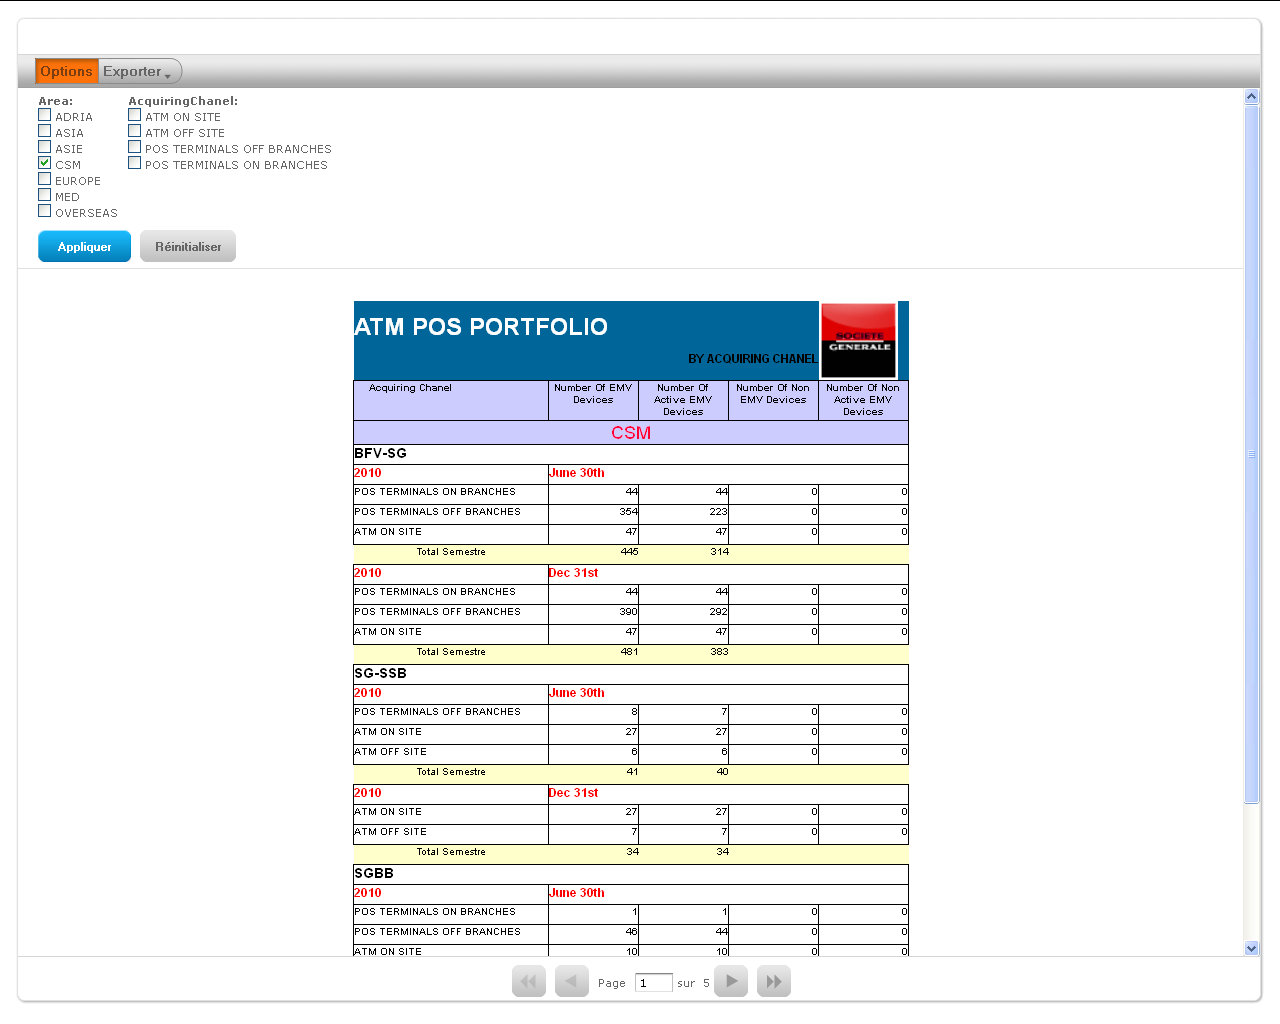 Options Exporter
Area: AcquiringChanel:
ADRIA ATM ON SITE
ASIA ATM OFF SITE
ASIE POS TERMINALS OFF BRANCHES
CSM POS TERMINALS ON BRANCHES
EUROPE
MED
OVERSEAS
Appliquer Réinitialiser
ATM POS PORTFOLIO
BY ACQUIRING CHANEL
SOCIETE
GENERALE
Acquiring Chanel Number Of EMV Devices Number Of Active EMV Devices Number Of Non EMV Devices Number Of Non Active EMV Devices
CSM
BFV-SG
2010 June 30th
POS TERMINALS ON BRANCHES 44 44 0 0
POS TERMINALS OFF BRANCHES 354 223 0 0
ATM ON SITE 47 47 0 0
Total Semestre 445 314
2010 Dec 31st
POS TERMINALS ON BRANCHES 44 44 0 0
POS TERMINALS OFF BRANCHES 390 292 0 0
ATM ON SITE 47 47 0 0
Total Semestre 481 383
SG-SSB
2010 June 30th
POS TERMINALS OFF BRANCHES 8 7 0 0
ATM ON SITE 27 27 0 0
ATM OFF SITE 6 6 0 0
Total Semestre 41 40
2010 Dec 31st
ATM ON SITE 27 27 0 0
ATM OFF SITE 7 7 0 0
Total Semestre 34 34
SGBB
2010 June 30th
POS TERMINALS ON BRANCHES 1 1 0 0
POS TERMINALS OFF BRANCHES 46 44 0 0
ATM ON SITE 10 10 0 0
Page 1 sur 5